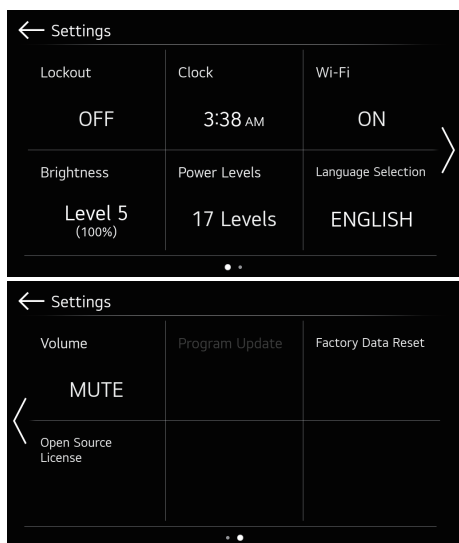 Settings
Lockout
Clock
Wi-Fi
OFF
3:38 AM
ON
Brightness
Power Levels
Language Selection
Level 5
(100%)
17 Levels
ENGLISH
Settings
Volume
Program Update
Factory Data Reset
MUTE
Open Source
License